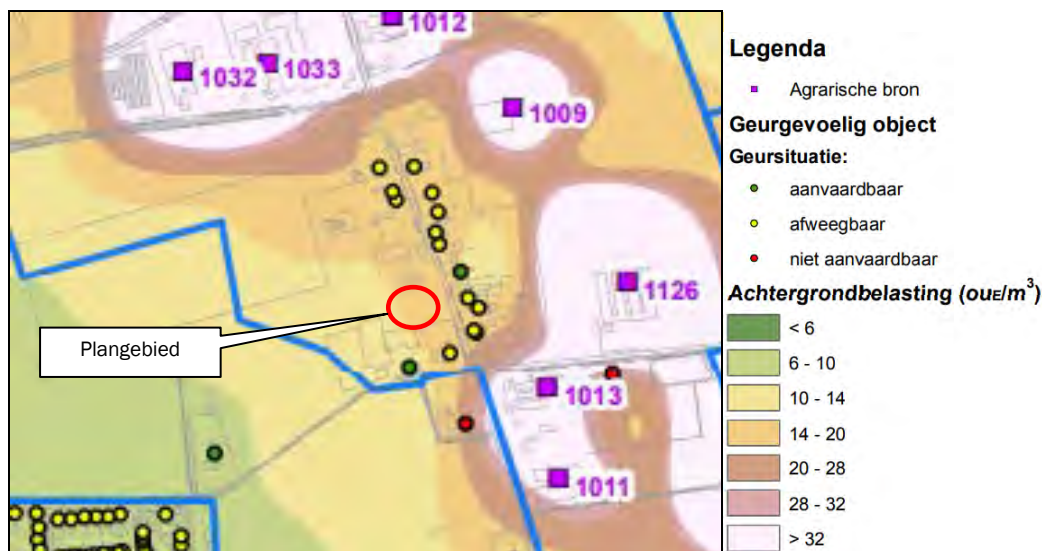 1012
1032
1033
1009
1126
1013
1011
Plangebied
Legenda
Agrarische bron
Geurgevoelig object
Geursituatie:
aanvaardbaar
afweegbaar
niet aanvaardbaar
Achtergrondbelasting (ouE/m³)
< 6
6 - 10
10 - 14
14 - 20
20 - 28
28 - 32
> 32